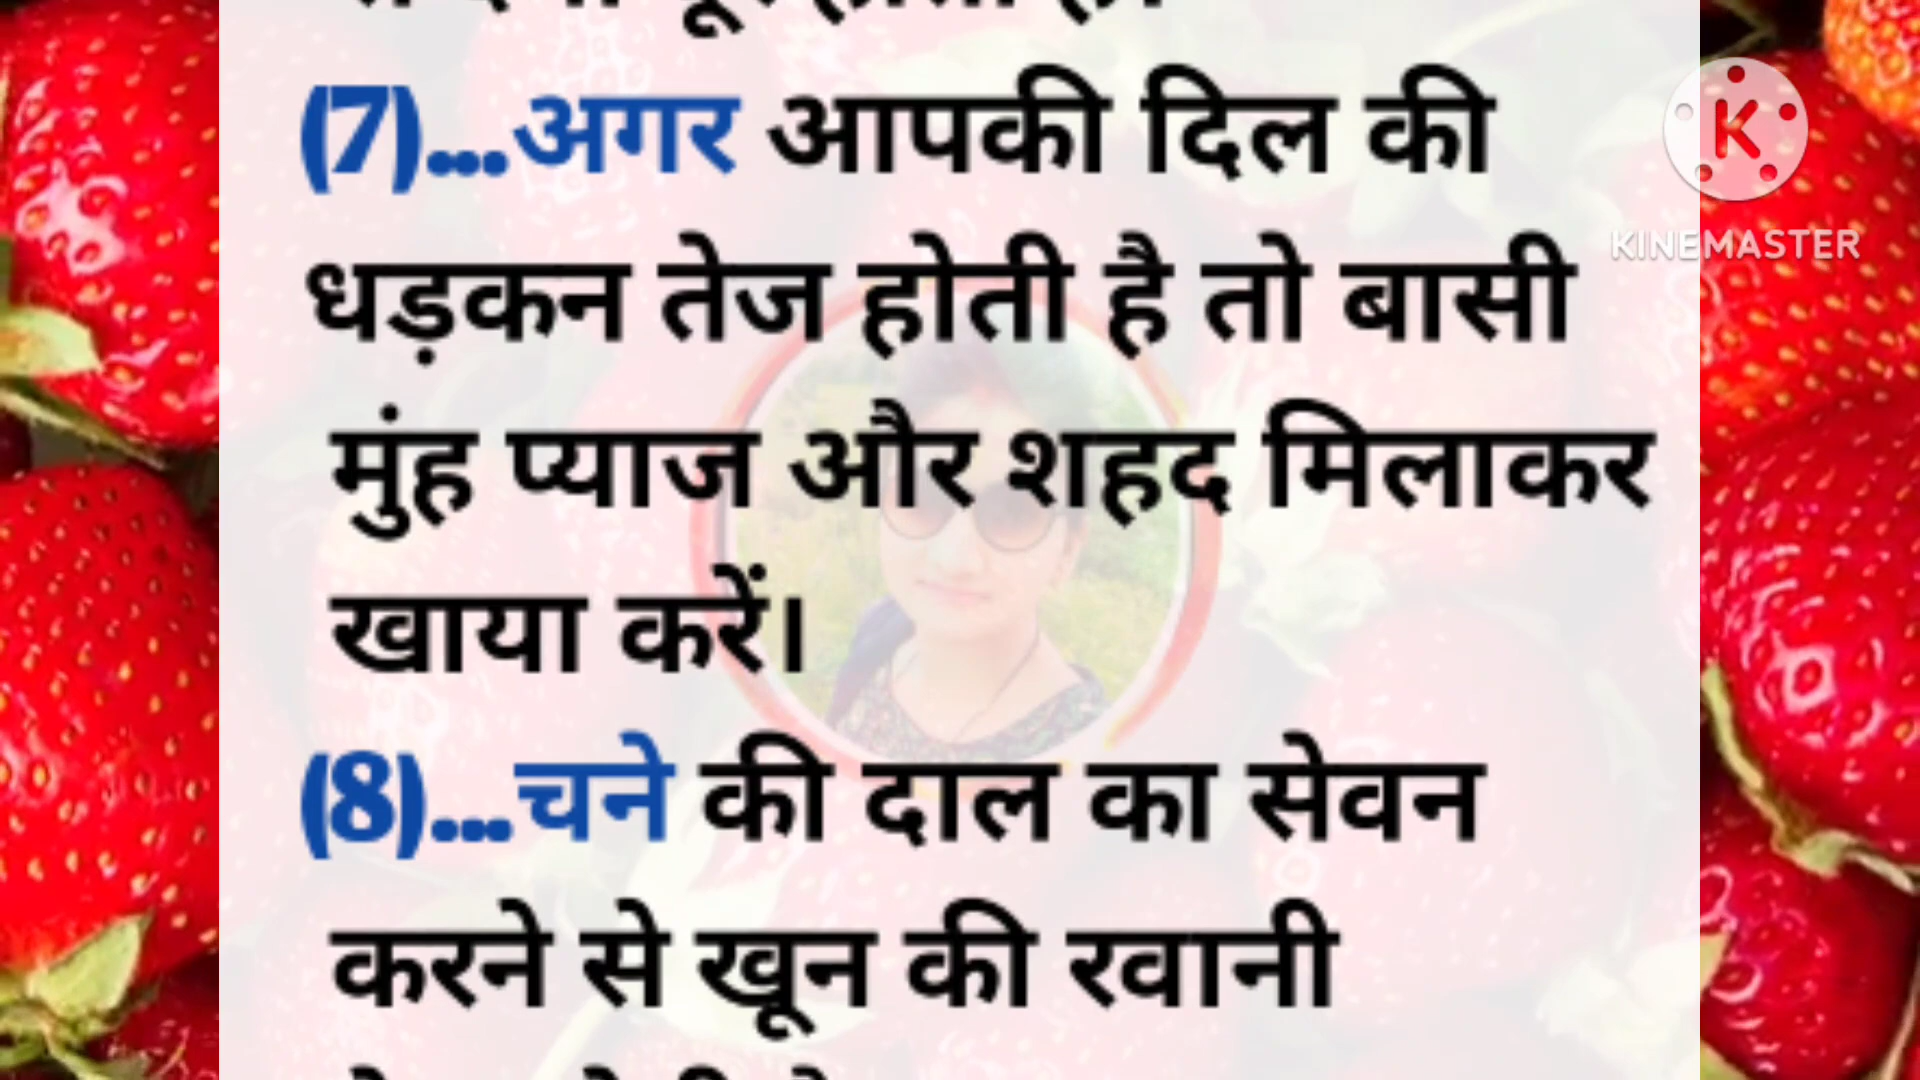 (7)...अगर आपकी दिल की
धड़कन तेज होती है तो बासी
मुंह प्याज और शहद मिलाकर
खाया करें।
(8)...चने की दाल का सेवन
करने से खून की रवानी
K
KINEMASTER